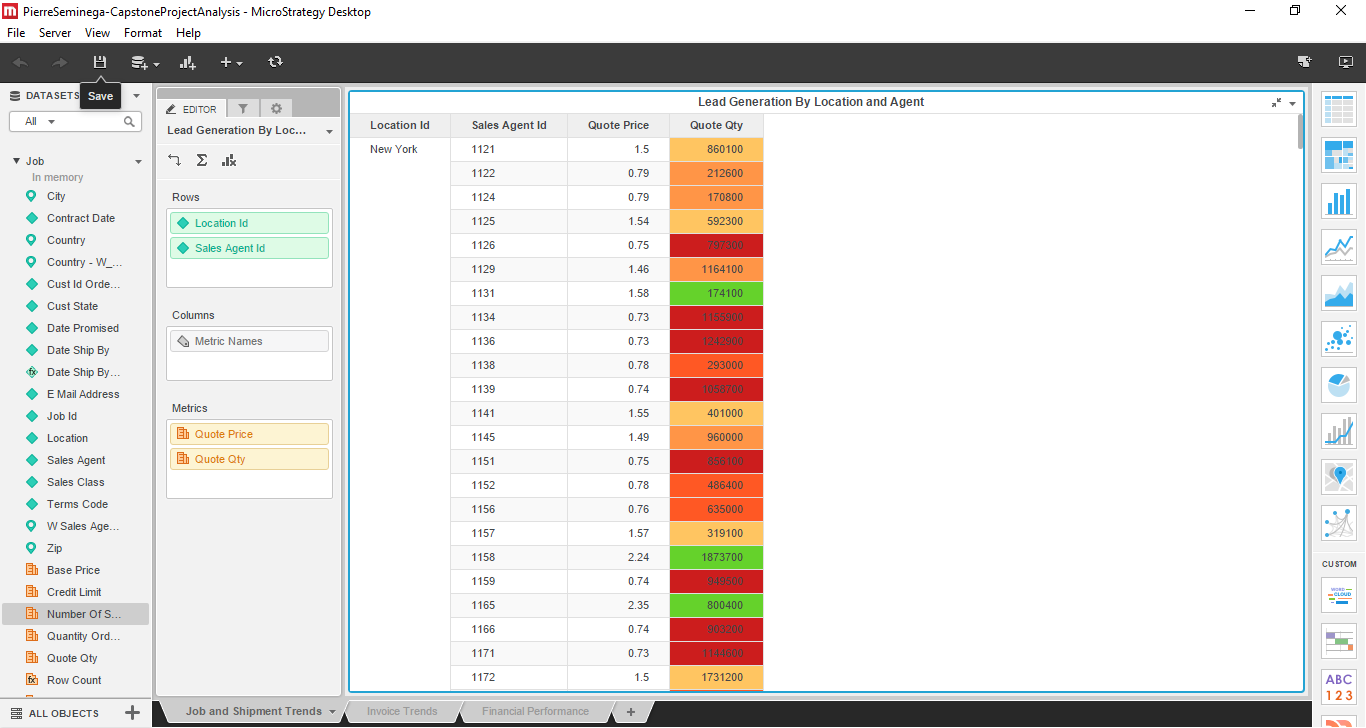 PierreSeminega-CapstoneProjectAnalysis - MicroStrategy Desktop
File Server View Format Help
DATASETS
Save
All
Job
In memory
City
Contract Date
Country
Country - W_...
Cust Id Orde...
Cust State
Date Promised
Date Ship By
Date Ship By...
E Mail Address
Job Id
Location
Sales Agent
Sales Class
Terms Code
W Sales Age...
Zip
Base Price
Credit Limit
Number Of S...
Quantity Ord...
Quote Qty
Row Count
ALL OBJECTS
EDITOR
Lead Generation By Loc...
Rows
Location Id
Sales Agent Id
Columns
Metric Names
Metrics
Quote Price
Quote Qty
Lead Generation By Location and Agent
Location Id Sales Agent Id Quote Price Quote Qty
New York 1121 1.5 860100
1122 0.79 212600
1124 0.79 170800
1125 1.54 592300
1126 0.75 797300
1129 1.46 1164100
1131 1.58 174100
1134 0.73 1155900
1136 0.73 1242900
1138 0.78 293000
1139 0.74 1058700
1141 1.55 401000
1145 1.49 960000
1151 0.75 656100
1152 0.78 486400
1156 0.76 635000
1157 1.57 319100
1158 2.24 1873700
1159 0.74 949500
1165 2.35 800400
1166 0.74 903200
1171 0.73 1144600
1172 1.5 1731200
Job and Shipment Trends Invoice Trends Financial Performance
CUSTOM
WORD
CLOUD
ABC
123